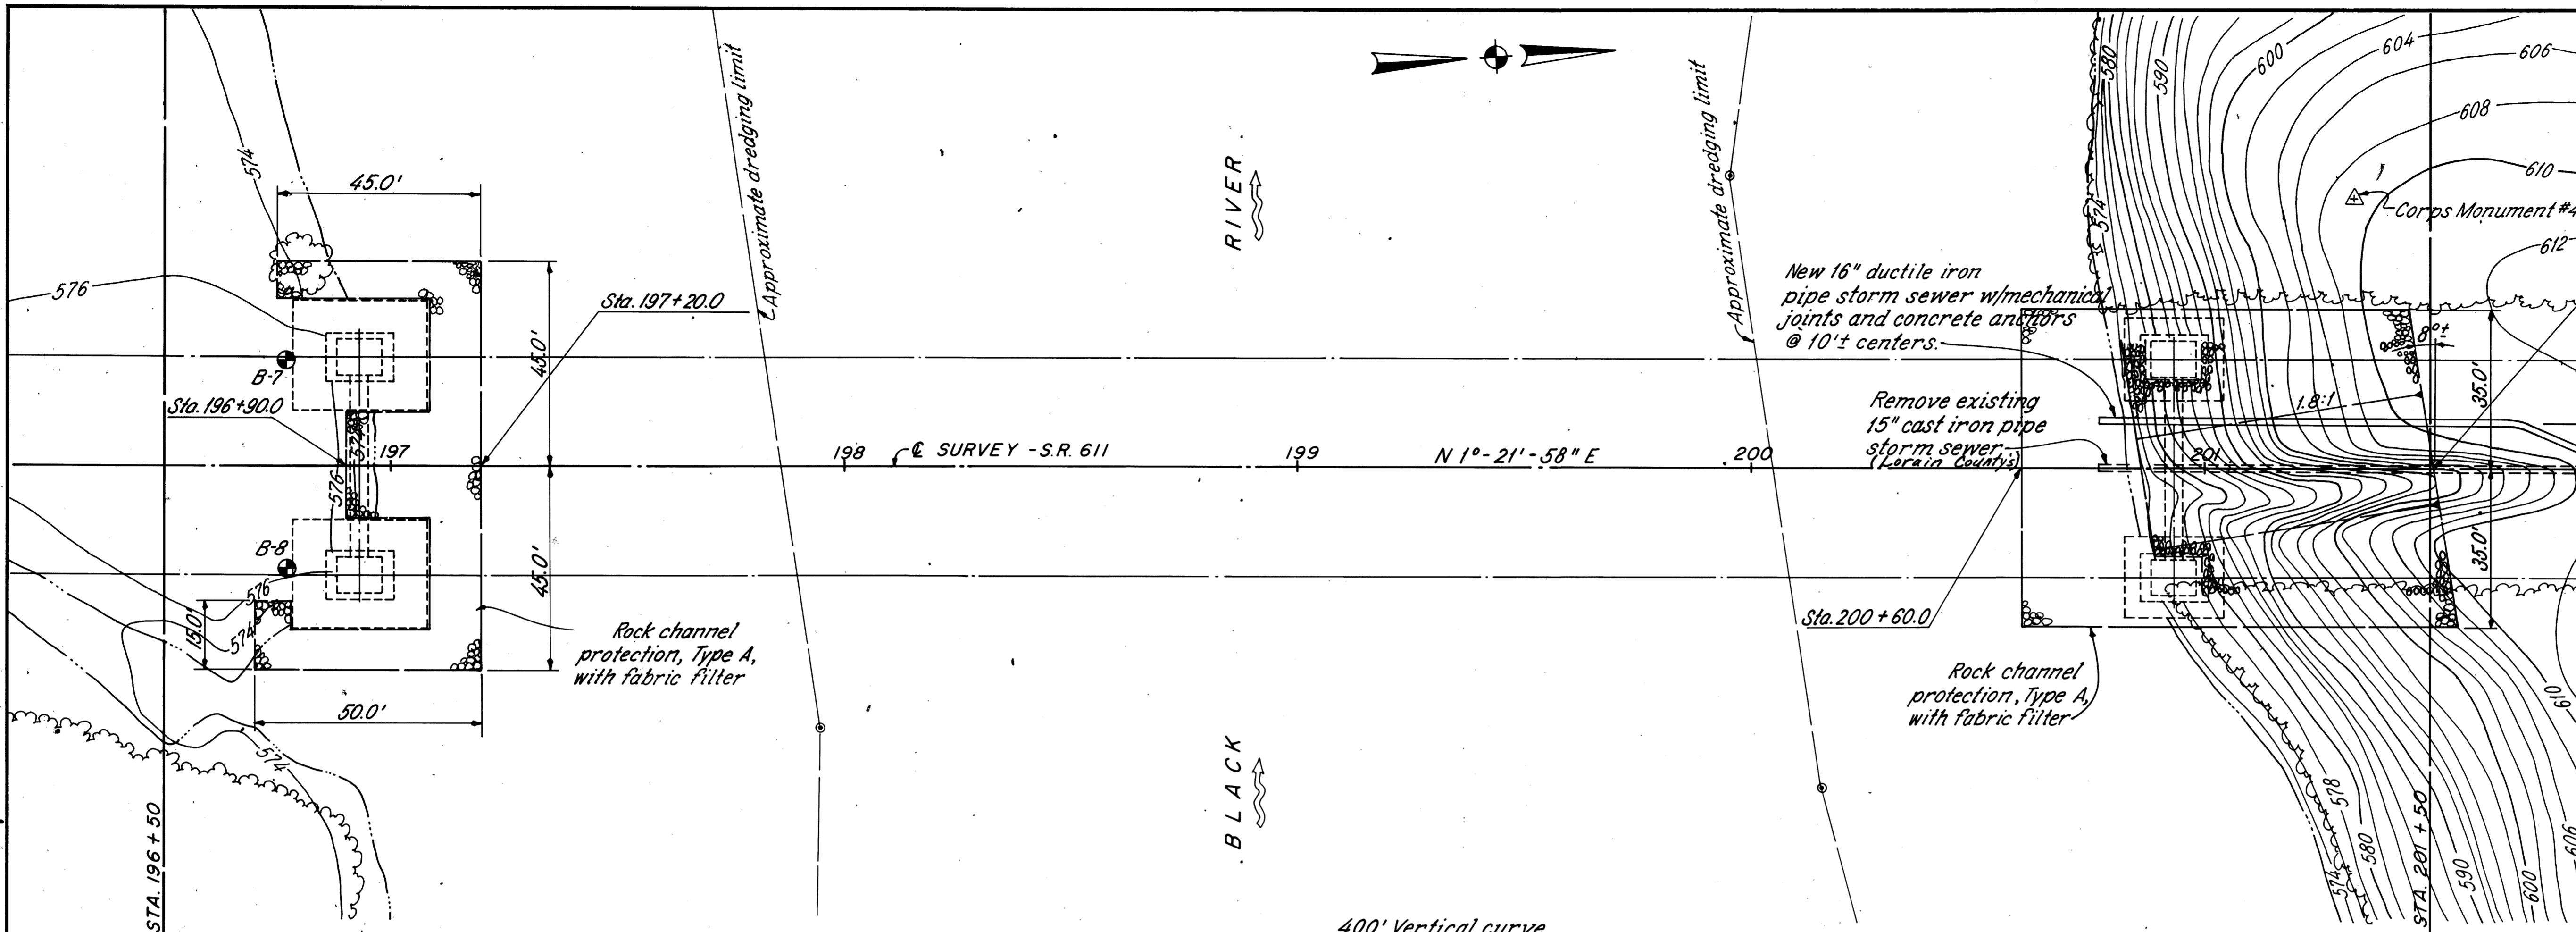 574
45.0'
576
Sta. 197+20.0
45.0'
B-7
Sta. 196+90.0
574
197
576
B-8
576
574
15.0'
45.0'
50.0'
574
STA. 196 + 50
Rock channel
protection, Type A,
with fabric filter
Approximate dredging limit
198
℄ SURVEY - S.R. 611
RIVER
BLACK
199
N 1° - 21' - 58" E
200
400' Vertical curve
Approximate dredging limit
New 16" ductile iron
pipe storm sewer w/mechanical
joints and concrete anchors
@ 10'± centers.
Remove existing
15" cast iron pipe
storm sewer
(Lorain County's)
201
Sta. 200 + 60.0
Rock channel
protection, Type A,
with fabric filter
580
590
600
604
606
608
610
Corps Monument #4
612
574
8°±
1.8:1
35.0'
35.0'
578
580
574
590
600
606
610
STA. 201 + 50